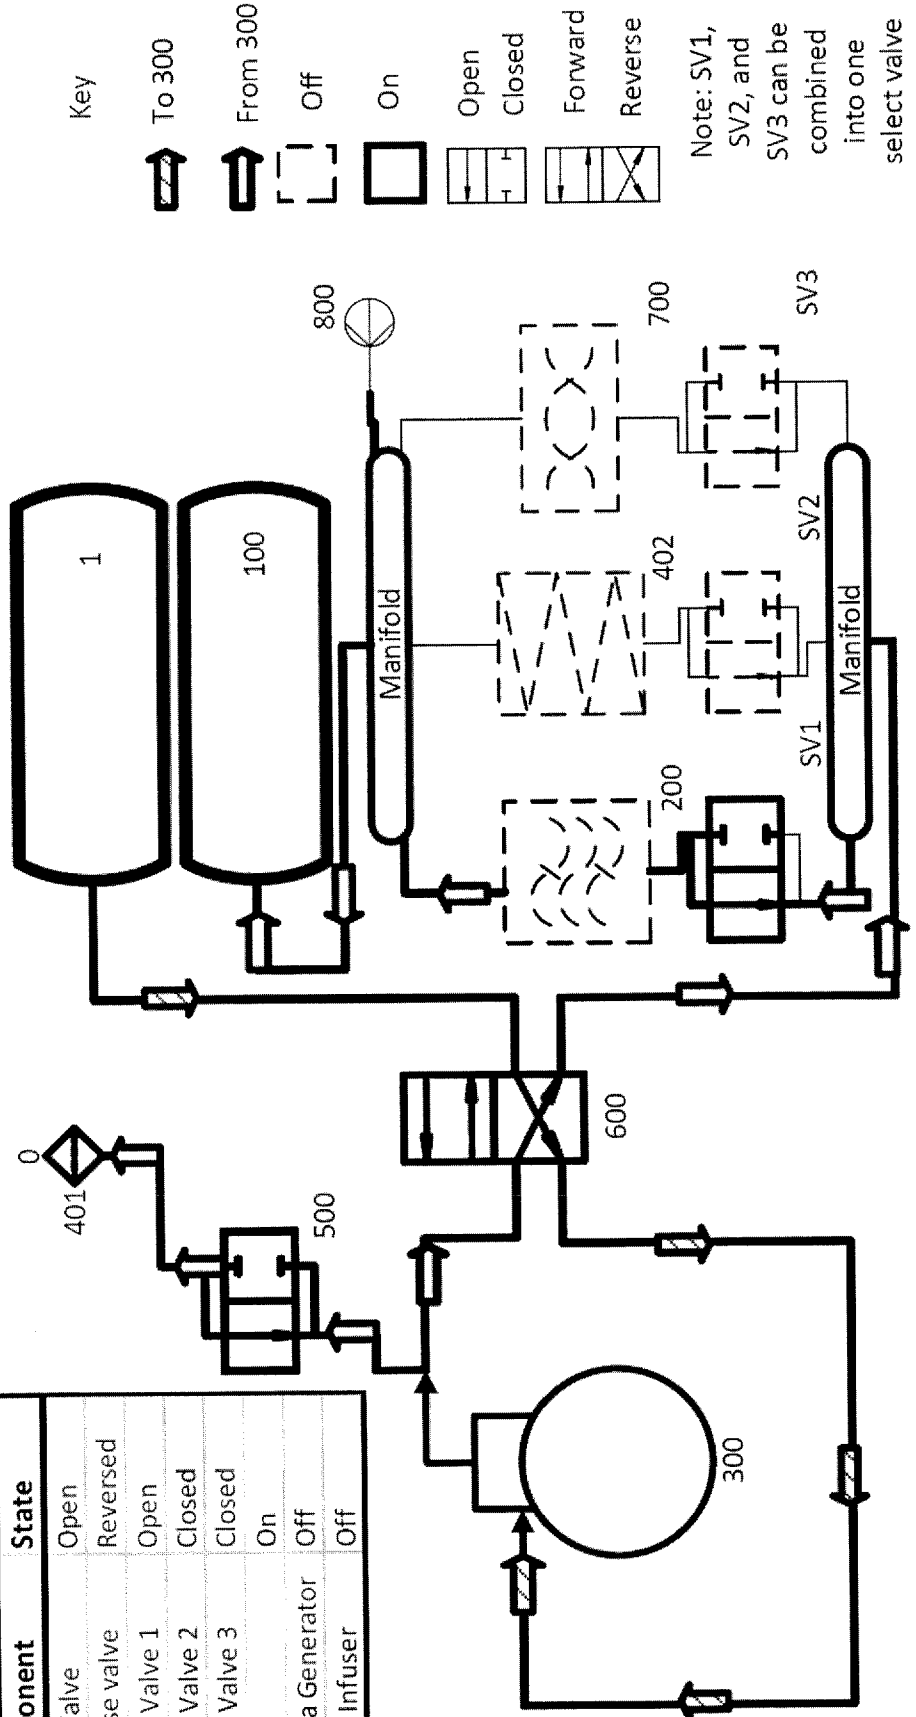 onent State
alve Open
se valve Reversed
Valve 1 Open
Valve 2 Closed
Valve 3 Closed
On
a Generator Off
Infuser Off
0
401
500
600
300
1
100
Manifold
800
200
402
700
SV1
SV2
SV3
Manifold
Key
To 300
From 300
Off
On
Open
Closed
Forward
Reverse
Note: SV1,
SV2, and
SV3 can be
combined
into one
select valve